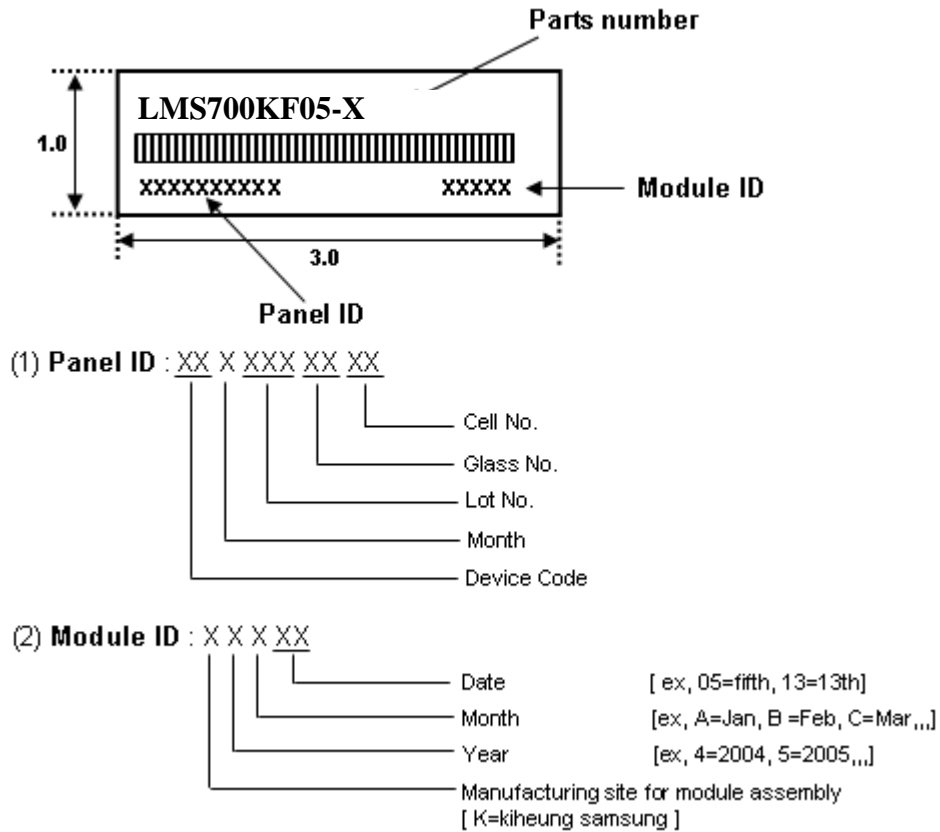 Parts number
LMS700KF05-X
1.0
XXXXXXXXXX XXXXX
Module ID
3.0
Panel ID
(1) Panel ID : XX X XXX XX XX
Cell No.
Glass No.
Lot No.
Month
Device Code
(2) Module ID : X X X XX
Date [ ex, 05=fifth, 13=13th]
Month [ex, A=Jan, B =Feb, C=Mar,,,]
Year [ex, 4=2004, 5=2005,,,]
Manufacturing site for module assembly
[ K=kiheung samsung ]